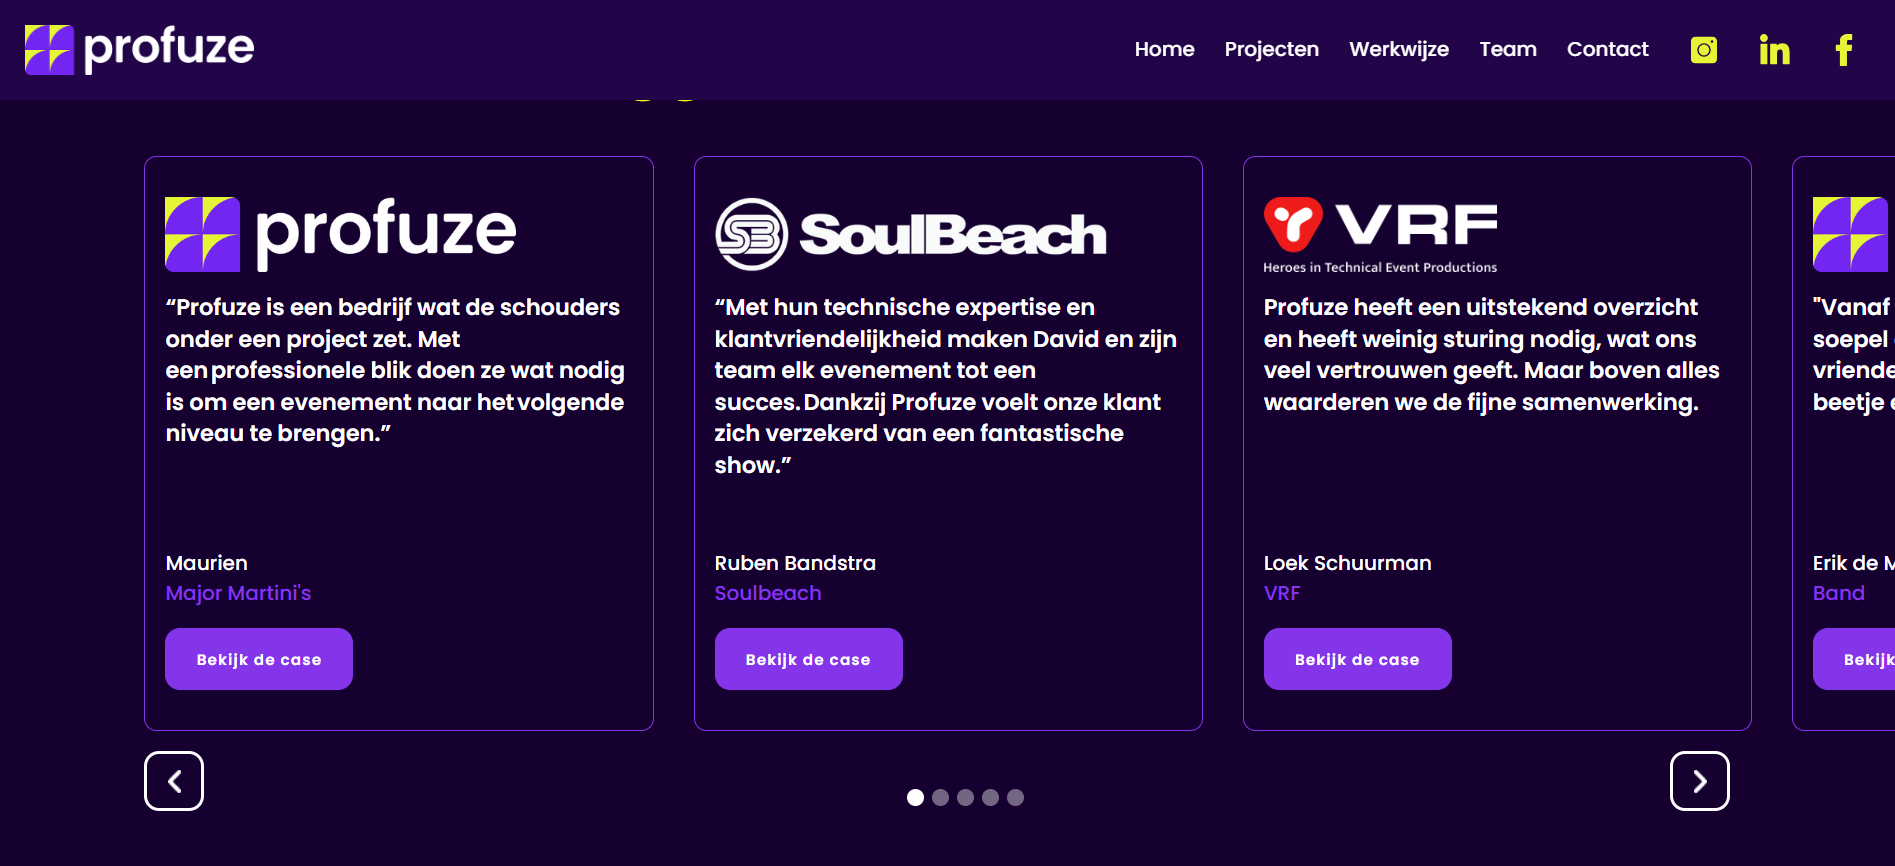 profuze
Home Projecten Werkwijze Team Contact
profuze
“Profuze is een bedrijf wat de schouders
onder een project zet. Met
een professionele blik doen ze wat nodig
is om een evenement naar het volgende
niveau te brengen.”
Maurien
Major Martini's
Bekijk de case
SB SoulBeach
“Met hun technische expertise en
klantvriendelijkheid maken David en zijn
team elk evenement tot een
succes. Dankzij Profuze voelt onze klant
zich verzekerd van een fantastische
show.”
Ruben Bandstra
Soulbeach
Bekijk de case
VRF
Heroes in Technical Event Productions
Profuze heeft een uitstekend overzicht
en heeft weinig sturing nodig, wat ons
veel vertrouwen geeft. Maar boven alles
waarderen we de fijne samenwerking.
Loek Schuurman
VRF
Bekijk de case
"Vanaf
soepel
vriende
beetje
Erik de M
Band
Bekijk